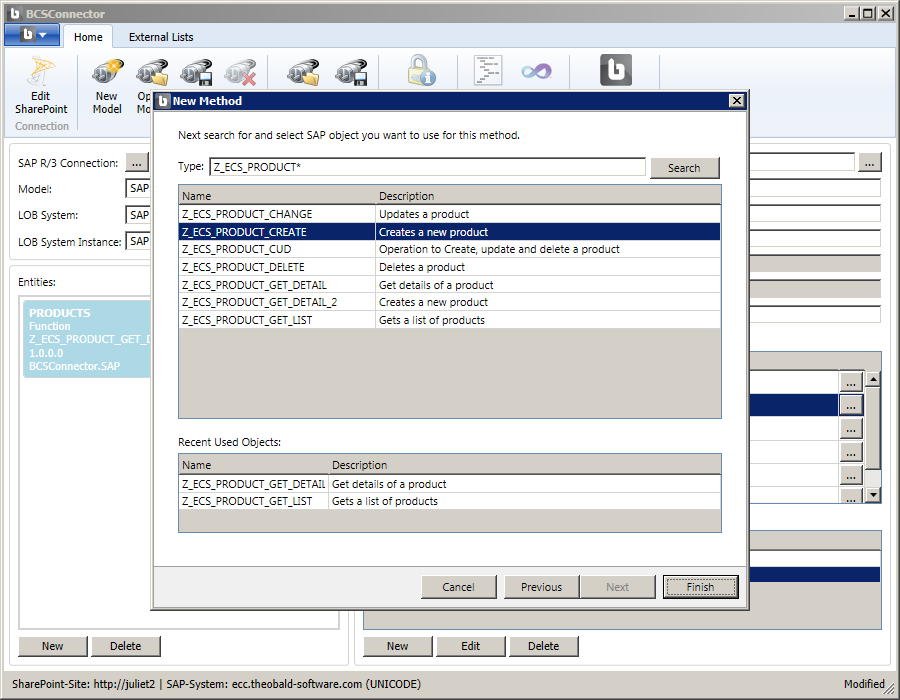 BCSConnector
Home
External Lists
Edit
SharePoint
Connection
New
Model
New Method
Next search for and select SAP object you want to use for this method.
Type:
Z_ECS_PRODUCT*
Search
Name
Description
Z_ECS_PRODUCT_CHANGE
Updates a product
Z_ECS_PRODUCT_CREATE
Creates a new product
Z_ECS_PRODUCT_CUD
Operation to Create, update and delete a product
Z_ECS_PRODUCT_DELETE
Deletes a product
Z_ECS_PRODUCT_GET_DETAIL
Get details of a product
Z_ECS_PRODUCT_GET_DETAIL_2
Creates a new product
Z_ECS_PRODUCT_GET_LIST
Gets a list of products
Recent Used Objects:
Name
Description
Z_ECS_PRODUCT_GET_DETAIL
Get details of a product
Z_ECS_PRODUCT_GET_LIST
Gets a list of products
Cancel
Previous
Next
Finish
SAP R/3 Connection:
...
Model:
SAP
LOB System:
SAP
LOB System Instance:
SAP
Entities:
PRODUCTS
Function
Z_ECS_PRODUCT_GET_D
1.0.0.0
BCSConnector.SAP
...
...
...
...
...
...
...
New
Delete
New
Edit
Delete
SharePoint-Site: http://juliet2 | SAP-System: ecc.theobald-software.com (UNICODE)
Modified